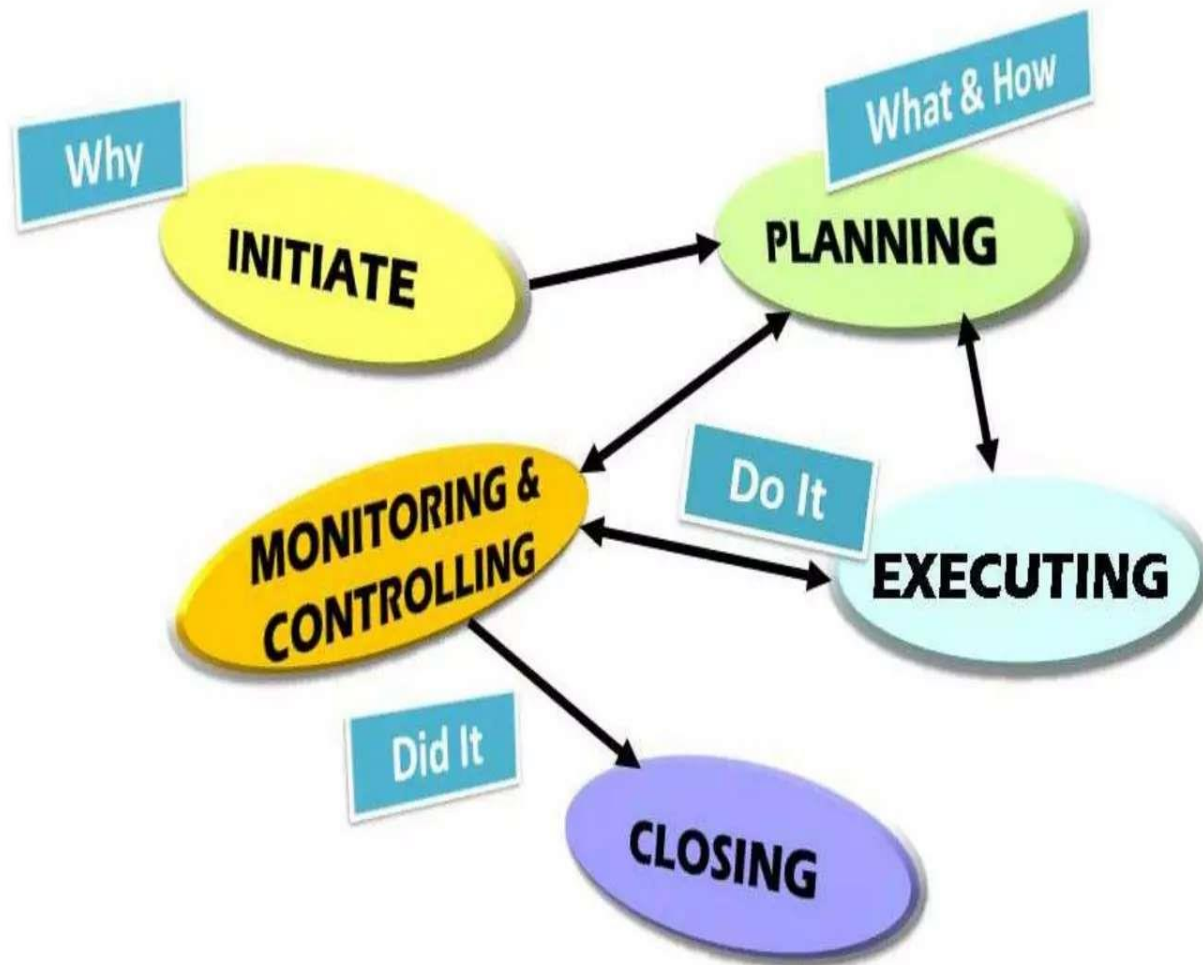 Why
INITIATE
What & How
PLANNING
MONITORING &
CONTROLLING
Do It
EXECUTING
Did It
CLOSING